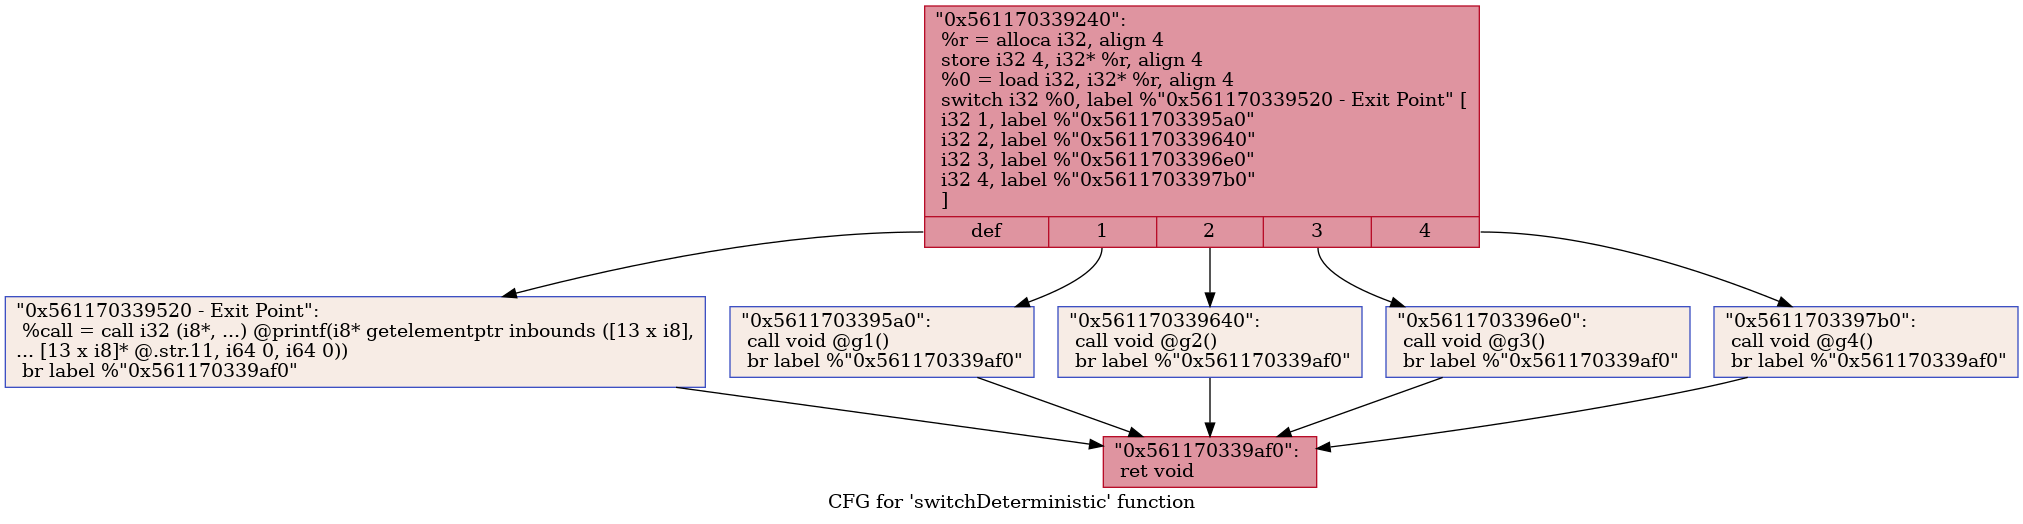 "0x561170339240":
%r = alloca i32, align 4
store i32 4, i32* %r, align 4
%0 = load i32, i32* %r, align 4
switch i32 %0, label %"0x561170339520 - Exit Point" [
i32 1, label %"0x5611703395a0"
i32 2, label %"0x561170339640"
i32 3, label %"0x5611703396e0"
i32 4, label %"0x5611703397b0"
]
def 1 2 3 4
"0x561170339520 - Exit Point":
%call = call i32 (i8*, ...) @printf(i8* getelementptr inbounds ([13 x i8],
... [13 x i8]* @.str.11, i64 0, i64 0))
br label %"0x561170339af0"
"0x5611703395a0":
call void @g1()
br label %"0x561170339af0"
"0x561170339640":
call void @g2()
br label %"0x561170339af0"
"0x5611703396e0":
call void @g3()
br label %"0x561170339af0"
"0x5611703397b0":
call void @g4()
br label %"0x561170339af0"
"0x561170339af0":
ret void
CFG for 'switchDeterministic' function